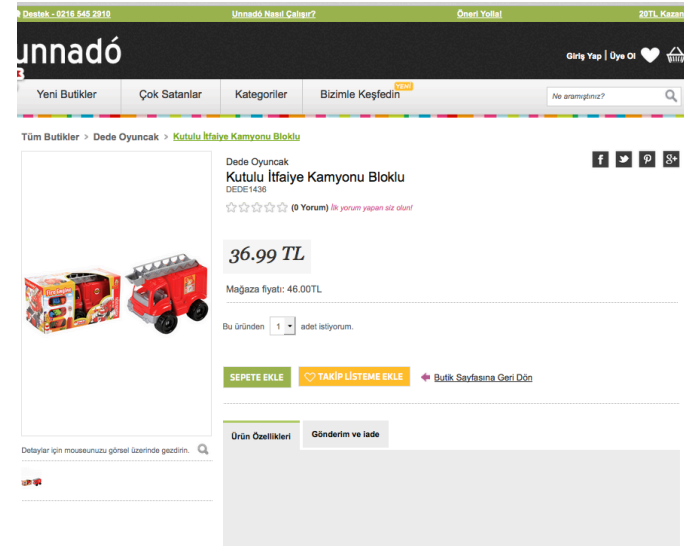 Destek - 0216 545 2910 Unnadó Nasıl Çalışır? Öneri Yolla! 20TL Kazan
unnadó
Giriş Yap | Üye Ol
Yeni Butikler Çok Satanlar Kategoriler Bizimle Keşfedin YENİ
Ne aramıştınız?
Tüm Butikler > Dede Oyuncak > Kutulu İtfaiye Kamyonu Bloklu
Dede Oyuncak
Kutulu İtfaiye Kamyonu Bloklu
DEDE1436
(0 Yorum) İlk yorum yapan siz olun!
36.99 TL
Mağaza fiyatı: 46.00TL
Bu üründen 1 adet istiyorum.
SEPETE EKLE TAKİP LİSTEME EKLE Butik Sayfasına Geri Dön
Ürün Özellikleri Gönderim ve iade
Detaylar için mouseunuzu görsel üzerinde gezdirin.